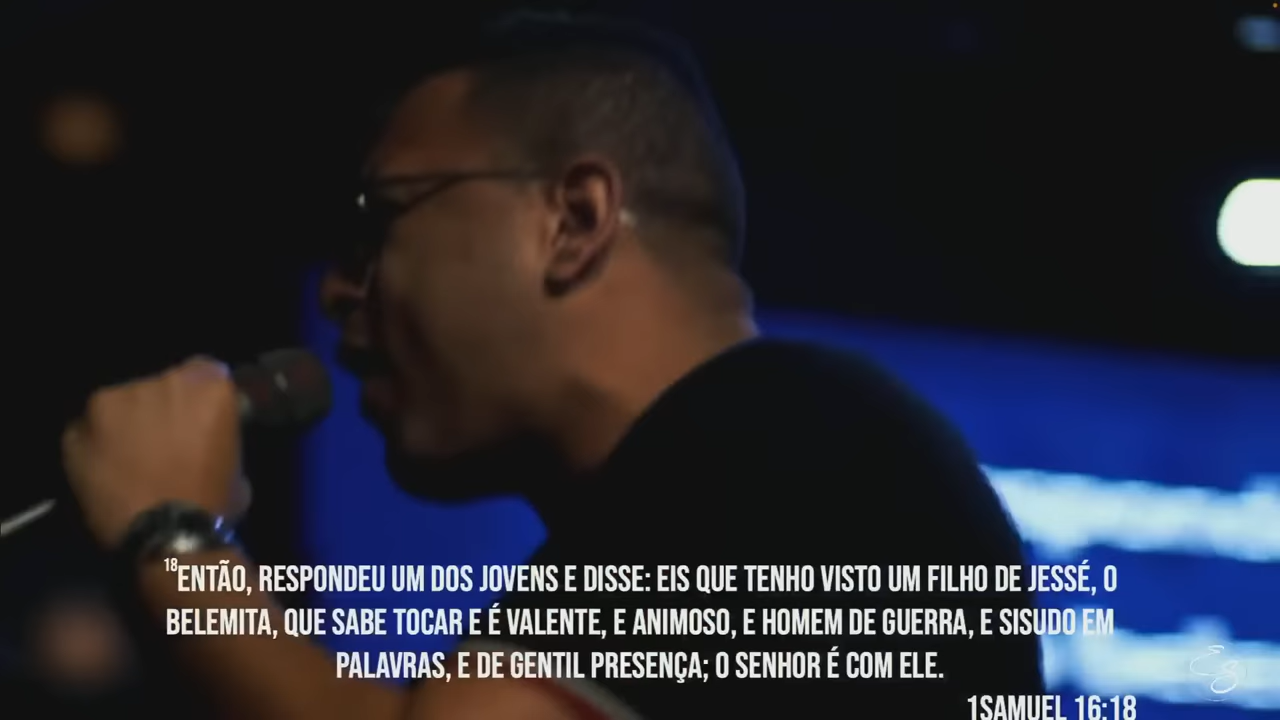 18ENTÃO, RESPONDEU UM DOS JOVENS E DISSE: EIS QUE TENHO VISTO UM FILHO DE JESSÉ, O
BELEMITA, QUE SABE TOCAR E É VALENTE, E ANIMOSO, E HOMEM DE GUERRA, E SISUDO EM
PALAVRAS, E DE GENTIL PRESENÇA; O SENHOR É COM ELE.
1SAMUEL 16:18